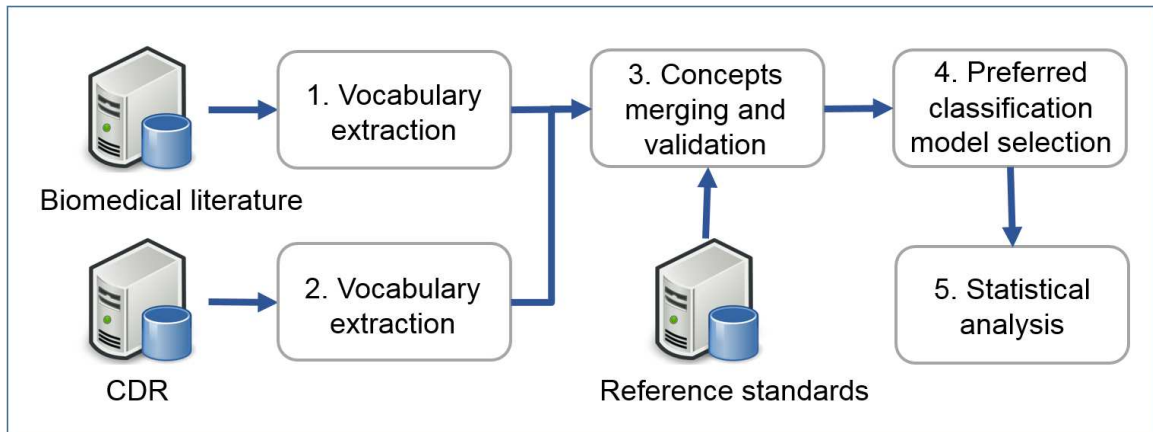 1. Vocabulary
extraction
Biomedical literature
2. Vocabulary
extraction
CDR
3. Concepts
merging and
validation
Reference standards
4. Preferred
classification
model selection
5. Statistical
analysis